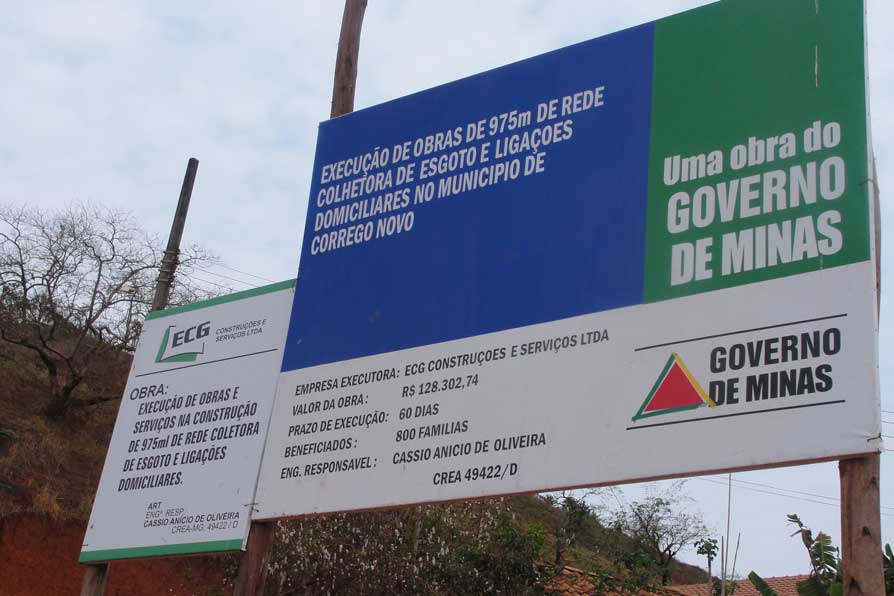 ECG
CONSTRUÇÕES E
SERVIÇOS LTDA
OBRA:
EXECUÇÃO DE OBRAS E
SERVIÇOS NA CONSTRUÇÃO
DE 975ml DE REDE COLETORA
DE ESGOTO E LIGAÇÕES
DOMICILIARES.
ART
ENGº. RESP.
CASSIO ANÍCIO DE OLIVEIRA
CREA-MG. 49422 / D
EXECUÇÃO DE OBRAS DE 975m DE REDE
COLHETORA DE ESGOTO E LIGAÇOES
DOMICILIARES NO MUNICIPIO DE
CORREGO NOVO
Uma obra do
GOVERNO
DE MINAS
EMPRESA EXECUTORA: ECG CONSTRUÇOES E SERVIÇOS LTDA
VALOR DA OBRA: R$ 128.302,74
PRAZO DE EXECUÇÃO: 60 DIAS
BENEFICIADOS: 800 FAMILIAS
ENG. RESPONSAVEL: CASSIO ANICIO DE OLIVEIRA
CREA 49422/D
GOVERNO
DE MINAS